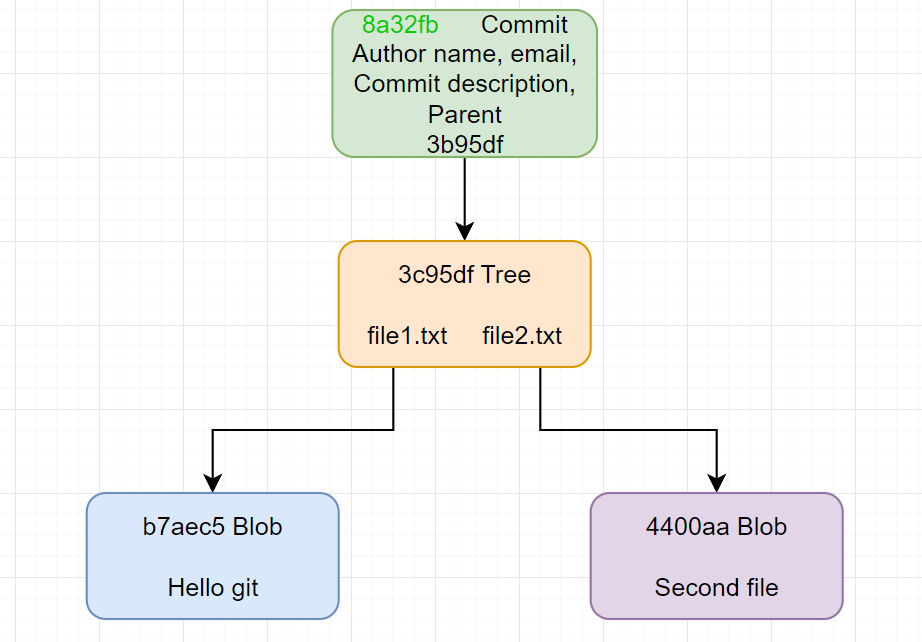 8a32fb Commit
Author name, email,
Commit description,
Parent
3b95df
3c95df Tree
file1.txt file2.txt
b7aec5 Blob
Hello git
4400aa Blob
Second file